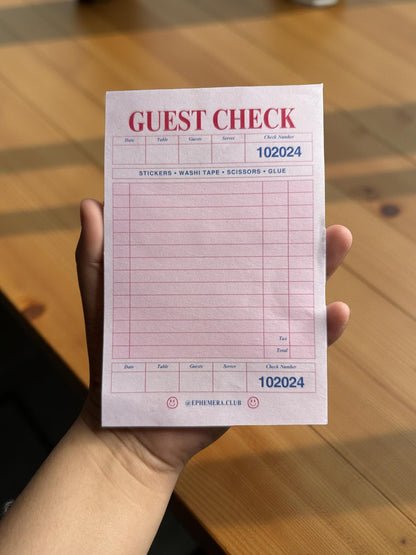 GUEST CHECK
Date Table Guests Server Check Number
102024
STICKERS • WASHI TAPE • SCISSORS • GLUE
Tax
Total
Date Table Guests Server Check Number
102024
@EPHEMERA.CLUB